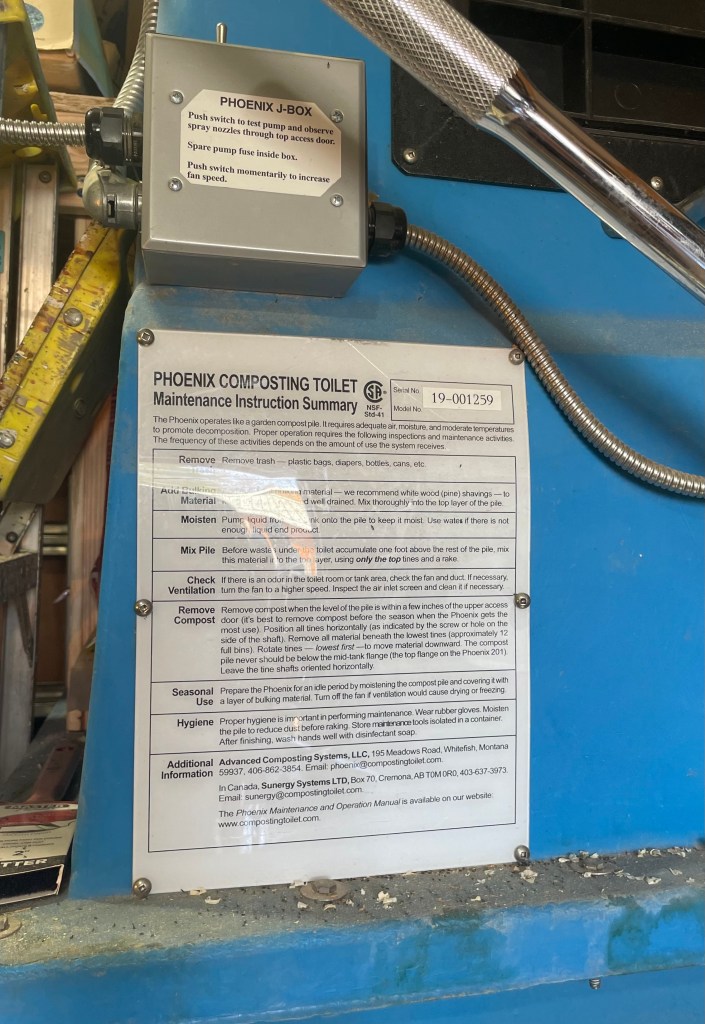 PHOENIX J-BOX
Push switch to test pump and observe
spray nozzles through top access door.
Spare pump fuse inside box.
Push switch momentarily to increase
fan speed.
PHOENIX COMPOSTING TOILET
Maintenance Instruction Summary
NSF-
Std-41
Serial No.
Model No.
19-001259
The Phoenix operates like a garden compost pile. It requires adequate air, moisture, and moderate temperatures
to promote decomposition. Proper operation requires the following inspections and maintenance activities.
The frequency of these activities depends on the amount of use the system receives.
Remove Remove trash — plastic bags, diapers, bottles, cans, etc.
Add Bulking material — we recommend white wood (pine) shavings — to
Material well drained. Mix thoroughly into the top layer of the pile.
Moisten Pump liquid onto the pile to keep it moist. Use water if there is not
enough liquid end product.
Mix Pile Before waste under toilet accumulate one foot above the rest of the pile, mix
this material into the layer, using only the top tines and a rake.
Check If there is an odor in the toilet room or tank area, check the fan and duct. If necessary,
Ventilation turn the fan to a higher speed. Inspect the air inlet screen and clean it if necessary.
Remove Remove compost when the level of the pile is within a few inches of the upper access
Compost door (it's best to remove compost before the season when the Phoenix gets the
most use). Position all tines horizontally (as indicated by the screw or hole on the
side of the shaft). Remove all material beneath the lowest tines (approximately 12
full bins). Rotate tines — lowest first —to move material downward. The compost
pile never should be below the mid-tank flange (the top flange on the Phoenix 201).
Leave the tine shafts oriented horizontally.
Seasonal Prepare the Phoenix for an idle period by moistening the compost pile and covering it with
Use a layer of bulking material. Turn off the fan if ventilation would cause drying or freezing.
Hygiene Proper hygiene is important in performing maintenance. Wear rubber gloves. Moisten
the pile to reduce dust before raking. Store maintenance tools isolated in a container.
After finishing, wash hands well with disinfectant soap.
Additional Advanced Composting Systems, LLC, 195 Meadows Road, Whitefish, Montana
Information 59937, 406-862-3854. Email: phoenix@compostingtoilet.com.
In Canada, Sunergy Systems LTD, Box 70, Cremona, AB T0M 0R0, 403-637-3973.
Email: sunergy@compostingtoilet.com.
The Phoenix Maintenance and Operation Manual is available on our website:
www.compostingtoilet.com.